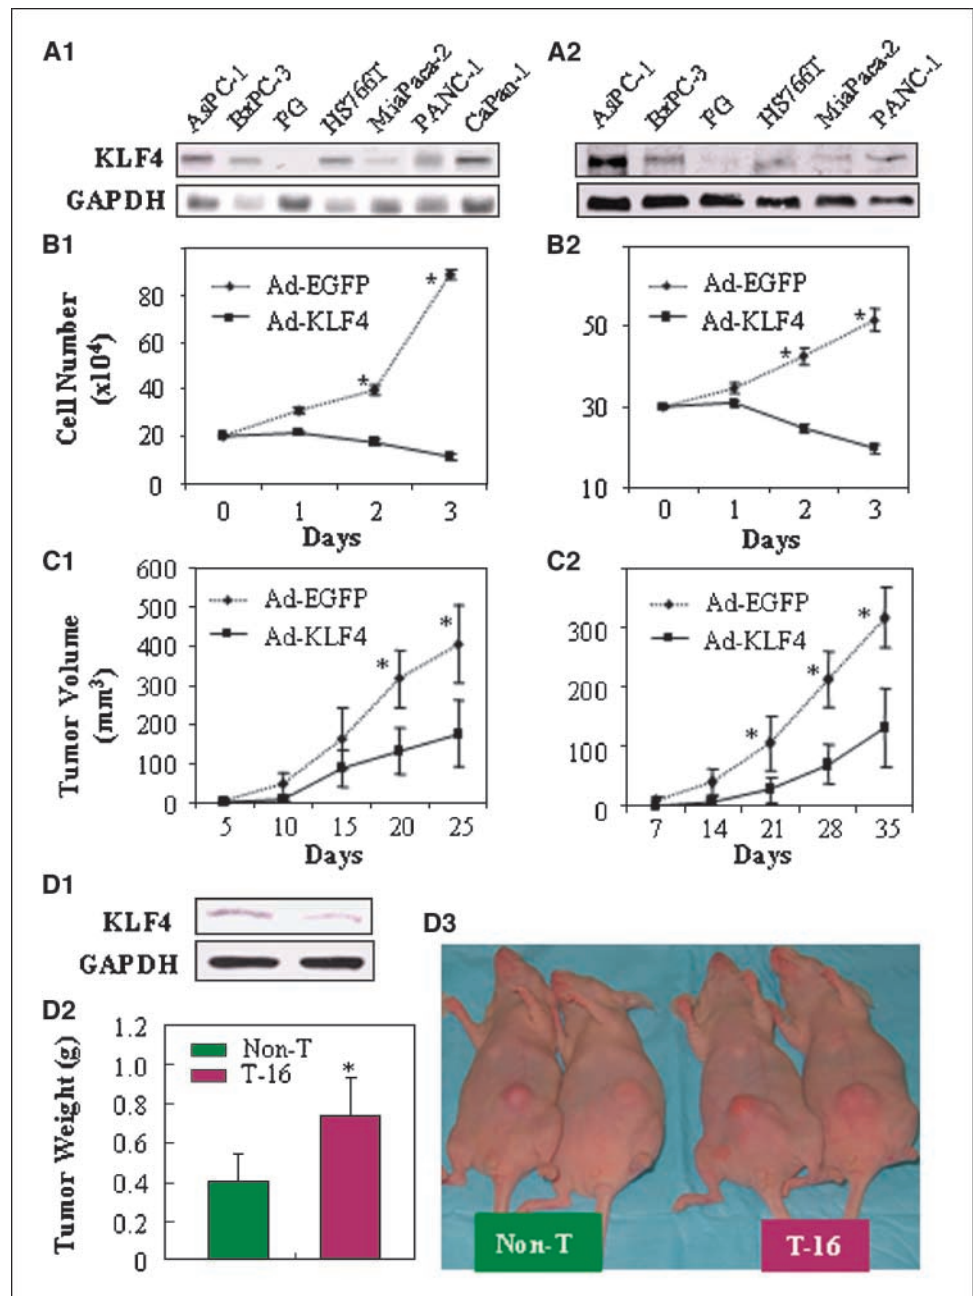 A1
AsPC-1 BxPC-3 FG HS766T MiaPaca-2 PANC-1 CaPan-1
KLF4
GAPDH
A2
AsPC-1 BxPC-3 FG HS766T MiaPaca-2 PANC-1
B1
Ad-EGFP
Ad-KLF4
Cell Number
(x10⁴)
80
60
40
20
0
* *
0 1 2 3
Days
B2
Ad-EGFP
Ad-KLF4
50
30
10
* *
0 1 2 3
Days
C1
Ad-EGFP
Ad-KLF4
Tumor Volume
(mm³)
600
500
400
300
200
100
0
* *
5 10 15 20 25
Days
C2
Ad-EGFP
Ad-KLF4
300
200
100
0
* * *
7 14 21 28 35
Days
D1
KLF4
GAPDH
D2
Tumor Weight (g)
1.2
1.0
0.8
0.6
0.4
0.2
0
Non-T
T-16
*
D3
Non-T T-16